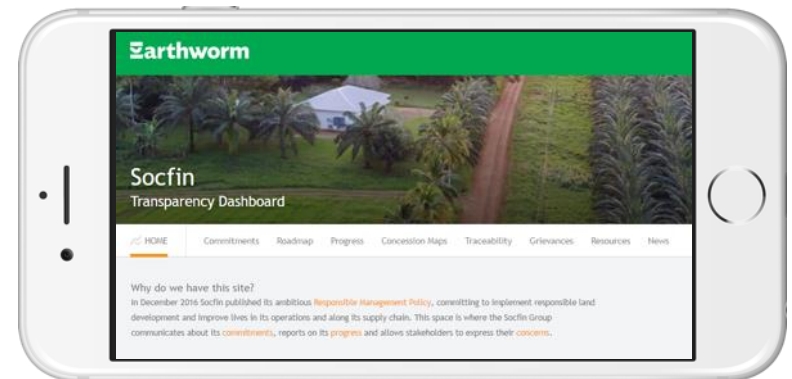 Earthworm
Socfin
Transparency Dashboard
HOME Commitments Roadmap Progress Concession Maps Traceability Grievances Resources News
Why do we have this site?
In December 2016 Socfin published its ambitious Responsible Management Policy, committing to implement responsible land
development and improve lives in its operations and along its supply chain. This space is where the Socfin Group
communicates about its commitments, reports on its progress and allows stakeholders to express their concerns.